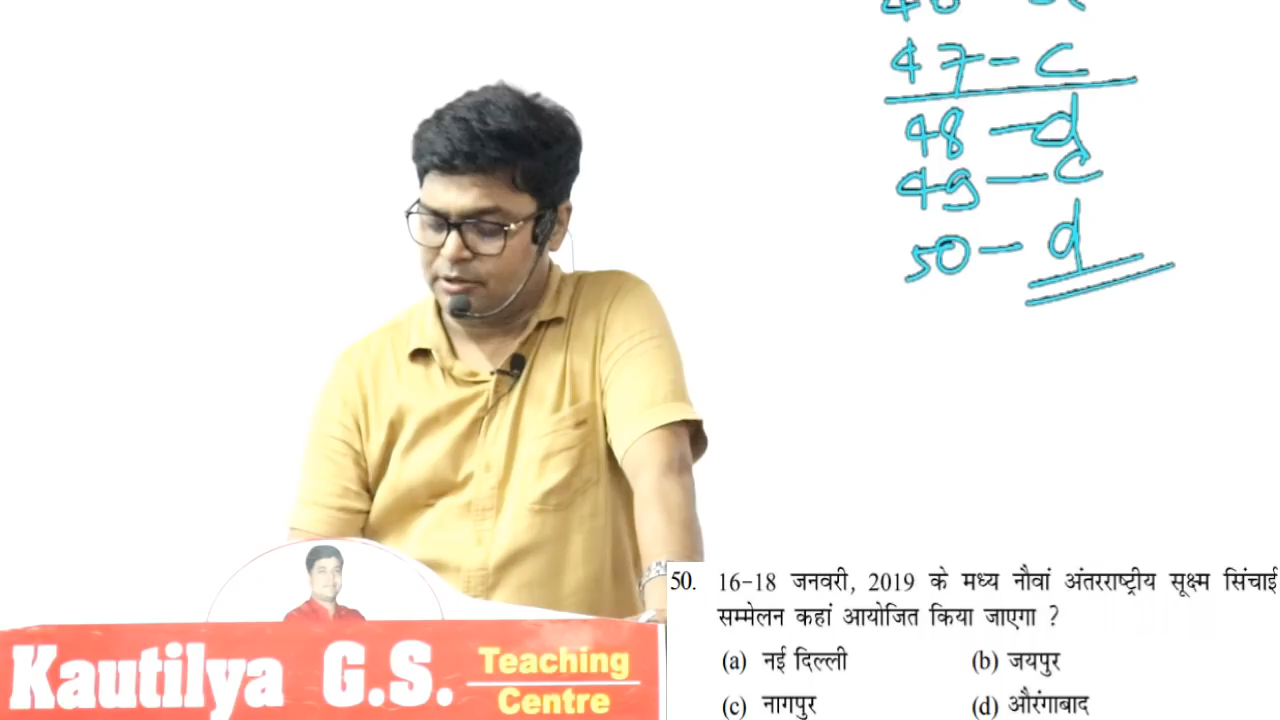 47-c
48-d
49-c
50-d
50. 16-18 जनवरी, 2019 के मध्य नौवां अंतरराष्ट्रीय सूक्ष्म सिंचाई
सम्मेलन कहां आयोजित किया जाएगा ?
(a) नई दिल्ली (b) जयपुर
(c) नागपुर (d) औरंगाबाद
Kautilya G.S. Teaching
Centre